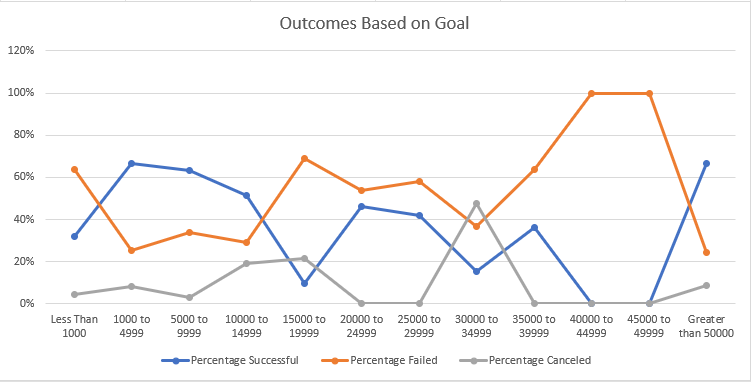 Outcomes Based on Goal
120%
100%
80%
60%
40%
20%
0%
Less Than 1000 to 5000 to 10000 to 15000 to 20000 to 25000 to 30000 to 35000 to 40000 to 45000 to Greater
1000 4999 9999 14999 19999 24999 29999 34999 39999 44999 49999 than 50000
Percentage Successful Percentage Failed Percentage Canceled